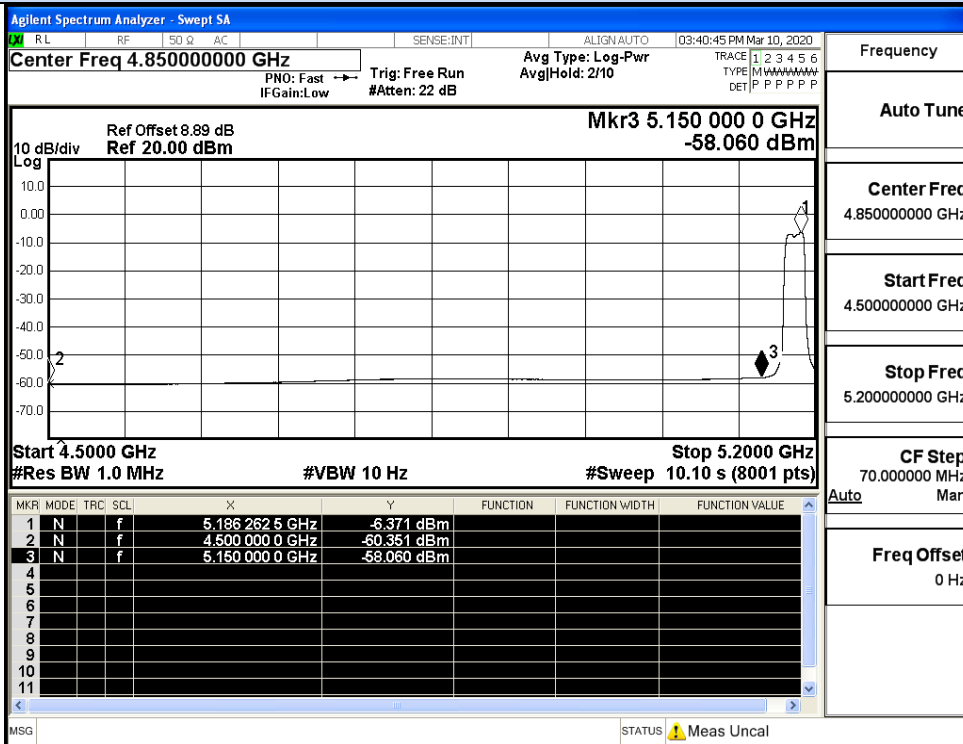 Agilent Spectrum Analyzer - Swept SA
LXI RL RF 50 Ω AC SENSE:INT ALIGNAUTO 03:40:45 PM Mar 10, 2020
Center Freq 4.850000000 GHz
PNO: Fast
IFGain:Low
Trig: Free Run
#Atten: 22 dB
Avg Type: Log-Pwr
Avg|Hold: 2/10
TRACE 1 2 3 4 5 6
TYPE M W W W W W
DET P P P P P P
Mkr3 5.150 000 0 GHz
-58.060 dBm
Ref Offset 8.89 dB
10 dB/div Ref 20.00 dBm
Log
10.0
0.00
-10.0
-20.0
-30.0
-40.0
-50.0
-60.0
-70.0
1
2
3
Start 4.5000 GHz Stop 5.2000 GHz
#Res BW 1.0 MHz #VBW 10 Hz #Sweep 10.10 s (8001 pts)
MKR MODE TRC SCL X Y FUNCTION FUNCTION WIDTH FUNCTION VALUE
1 N f 5.186 262 5 GHz -6.371 dBm
2 N f 4.500 000 0 GHz -60.351 dBm
3 N f 5.150 000 0 GHz -58.060 dBm
4
5
6
7
8
9
10
11
MSG STATUS Meas Uncal
Frequency
Auto Tune
Center Freq
4.850000000 GHz
Start Freq
4.500000000 GHz
Stop Freq
5.200000000 GHz
CF Step
70.000000 MHz
Auto Man
Freq Offset
0 Hz